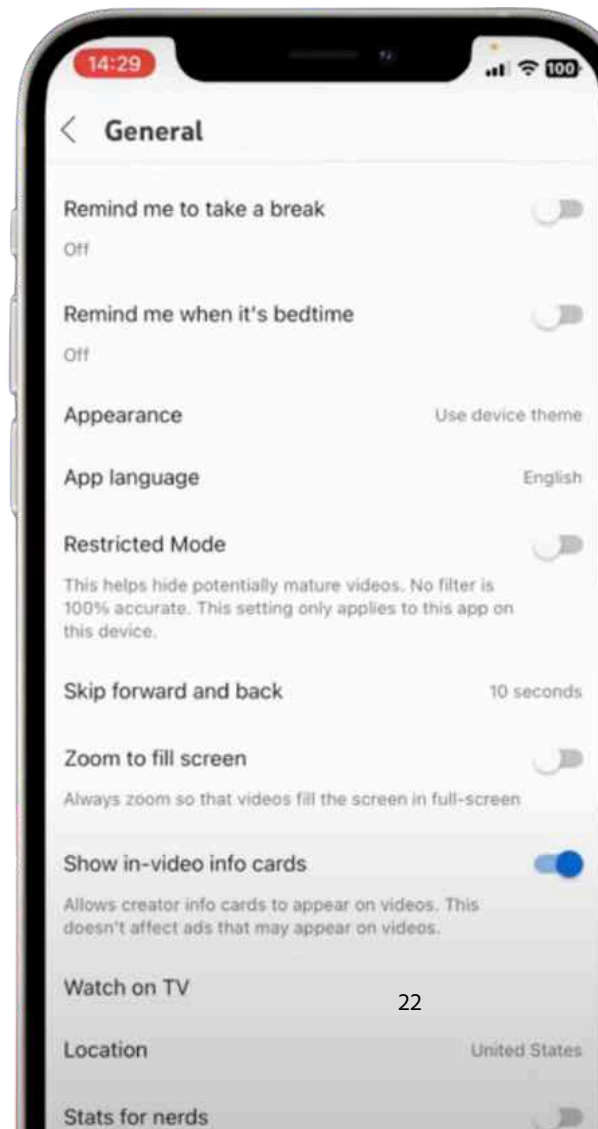 14:29
100
General
Remind me to take a break
Off
Remind me when it's bedtime
Off
Appearance
Use device theme
App language
English
Restricted Mode
This helps hide potentially mature videos. No filter is
100% accurate. This setting only applies to this app on
this device.
Skip forward and back
10 seconds
Zoom to fill screen
Always zoom so that videos fill the screen in full-screen
Show in-video info cards
Allows creator info cards to appear on videos. This
doesn't affect ads that may appear on videos.
Watch on TV
22
Location
United States
Stats for nerds